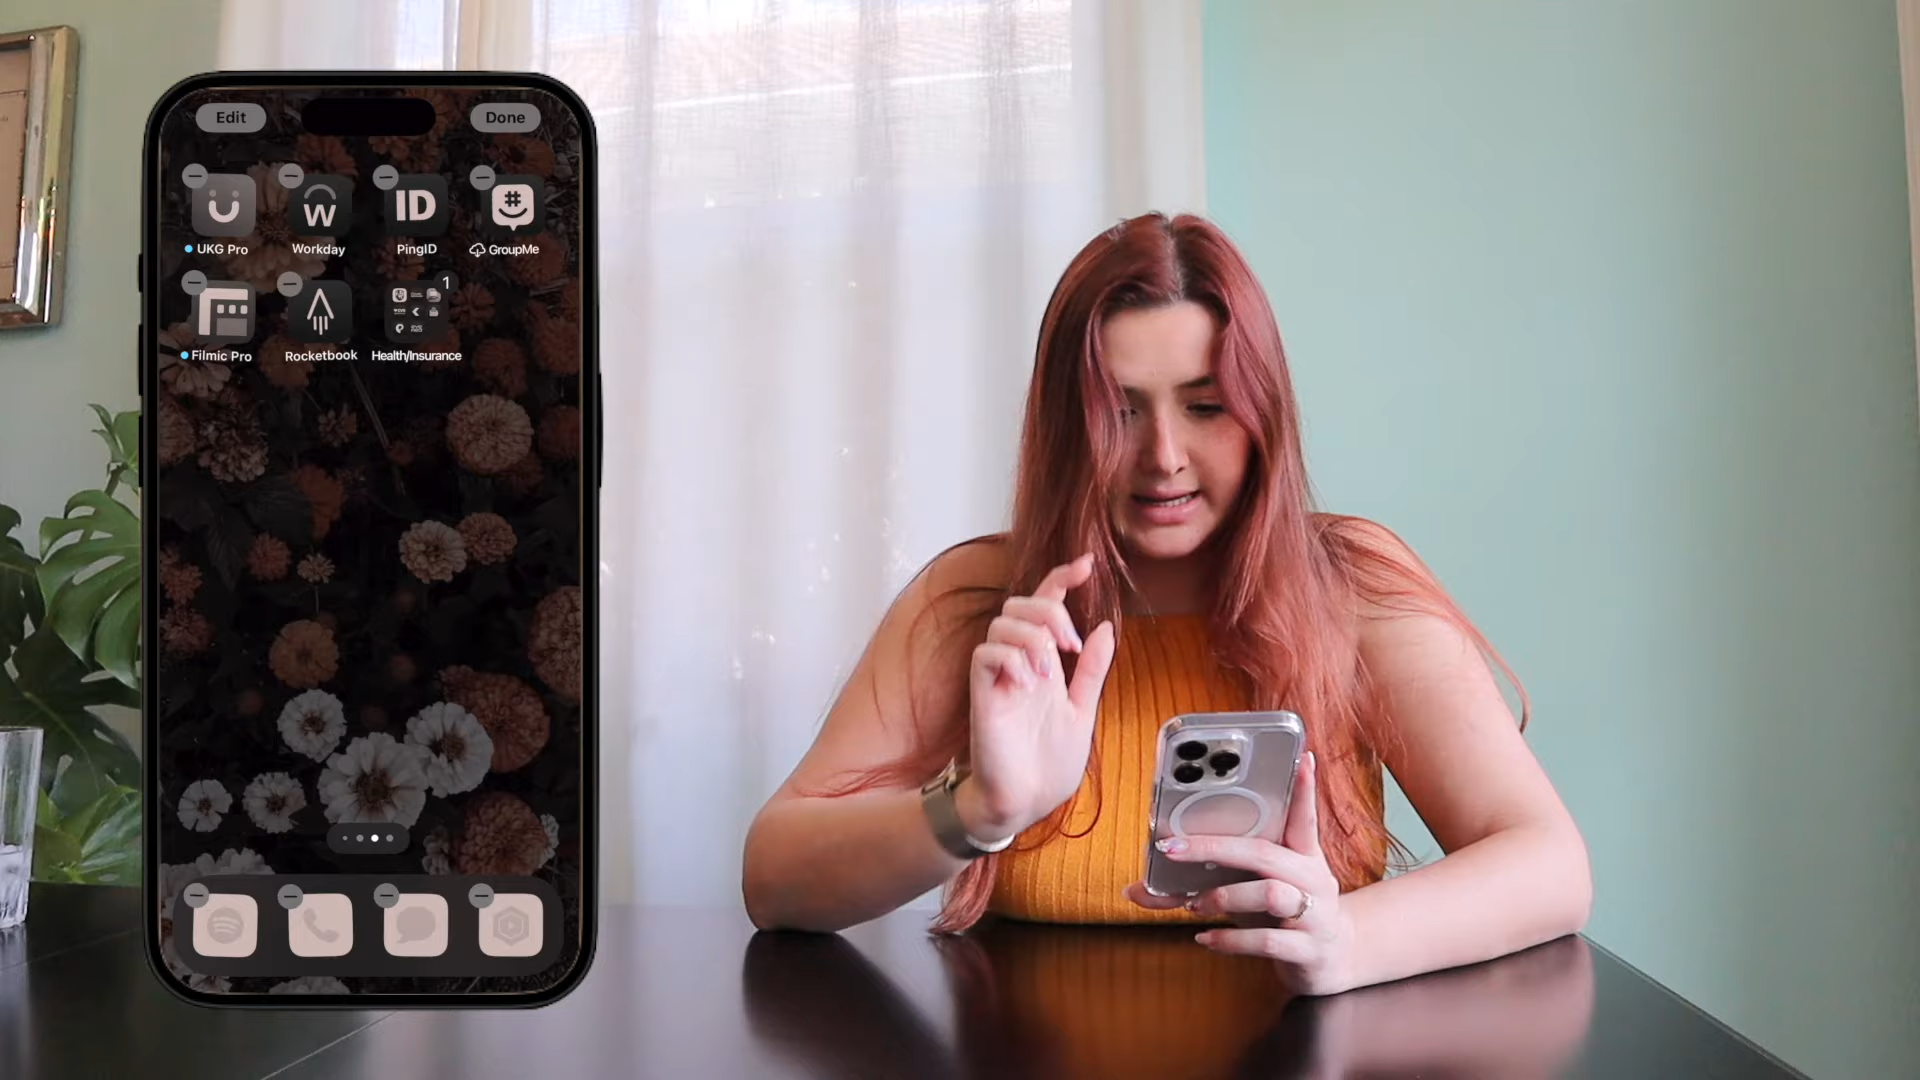 Edit
Done
ID
UKG Pro
Workday
PingID
GroupMe
1
Filmic Pro
Rocketbook
Health/Insurance